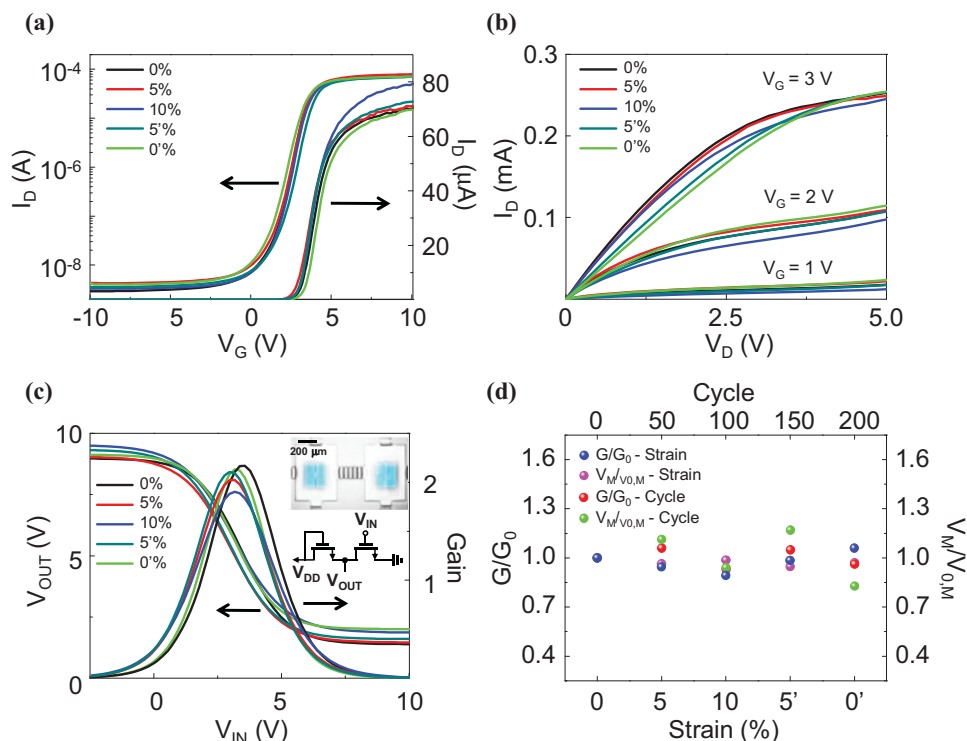 (a)
0%
5%
10%
5'%
0'%
10⁻⁴
10⁻⁶
10⁻⁸
I_D (A)
80
60
40
20
I_D (µA)
-10 -5 0 5 10
V_G (V)
(b)
0%
5%
10%
5'%
0'%
V_G = 3 V
V_G = 2 V
V_G = 1 V
0.3
0.2
0.1
0
I_D (mA)
0 2.5 5.0
V_D (V)
(c)
0%
5%
10%
5'%
0'%
200 µm
V_IN
V_DD
V_OUT
10
5
0
V_OUT (V)
2
1
Gain
0 5 10
V_IN (V)
(d)
Cycle
0 50 100 150 200
G/G₀ - Strain
V_M/V_0,M - Strain
G/G₀ - Cycle
V_M/V_0,M - Cycle
1.6
1.3
1.0
0.7
0.4
G/G₀
1.6
1.3
1.0
0.7
0.4
V_M/V_0,M
0 5 10 5' 0'
Strain (%)